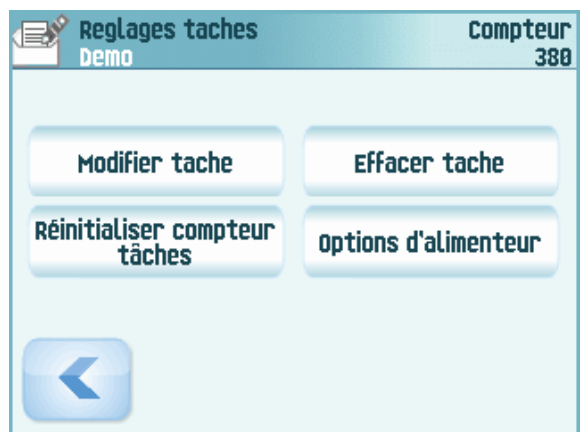 Reglages taches
Compteur
Demo
380
Modifier tache
Effacer tache
Réinitialiser compteur
tâches
Options d'alimenteur